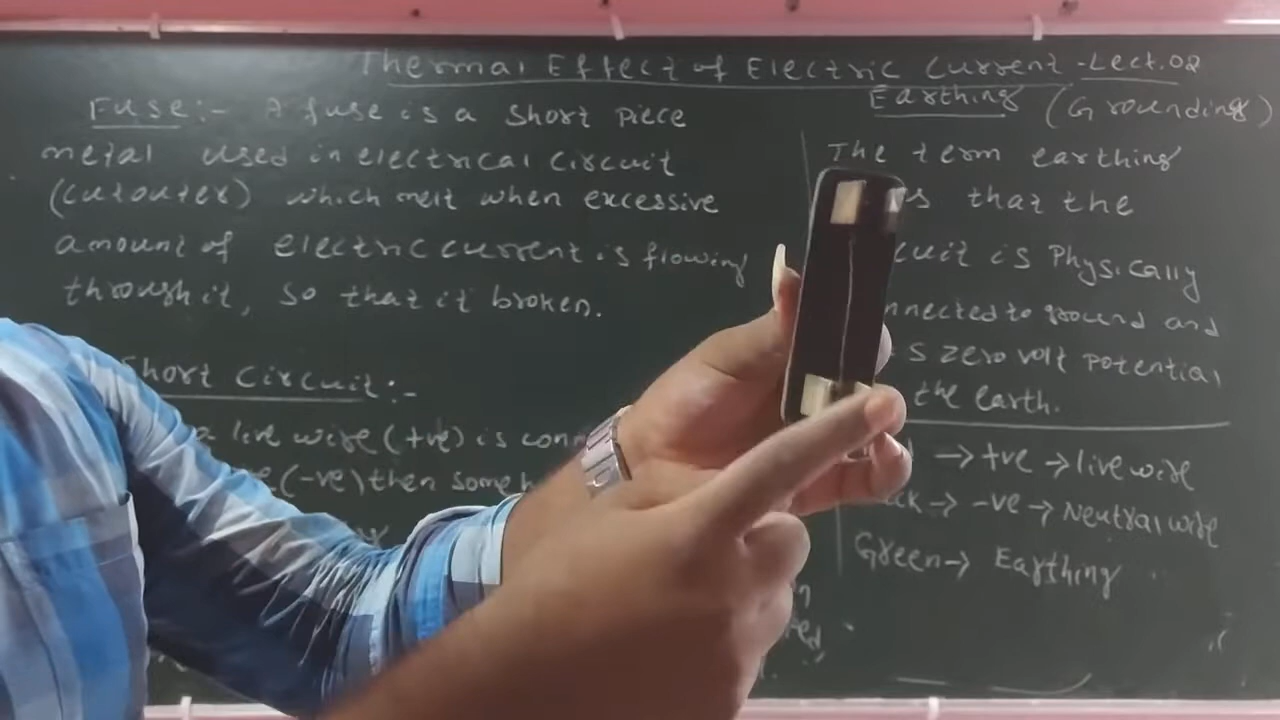 Thermal Effect of Electric Current - Lect.02
Fuse:- A fuse is a short piece
metal used in electrical circuit
(cutouter) which melt when excessive
amount of electric current is flowing
through it, so that it broken.
Short Circuit:-
a live wire (+ve) is conn
(-ve) then some
Earthing (Grounding)
The term earthing
that the
cuit is Physically
nnected to ground and
s zero volt potential
the earth.
→ +ve → live wire
ck → -ve → Neutral wire
Green → Earthing